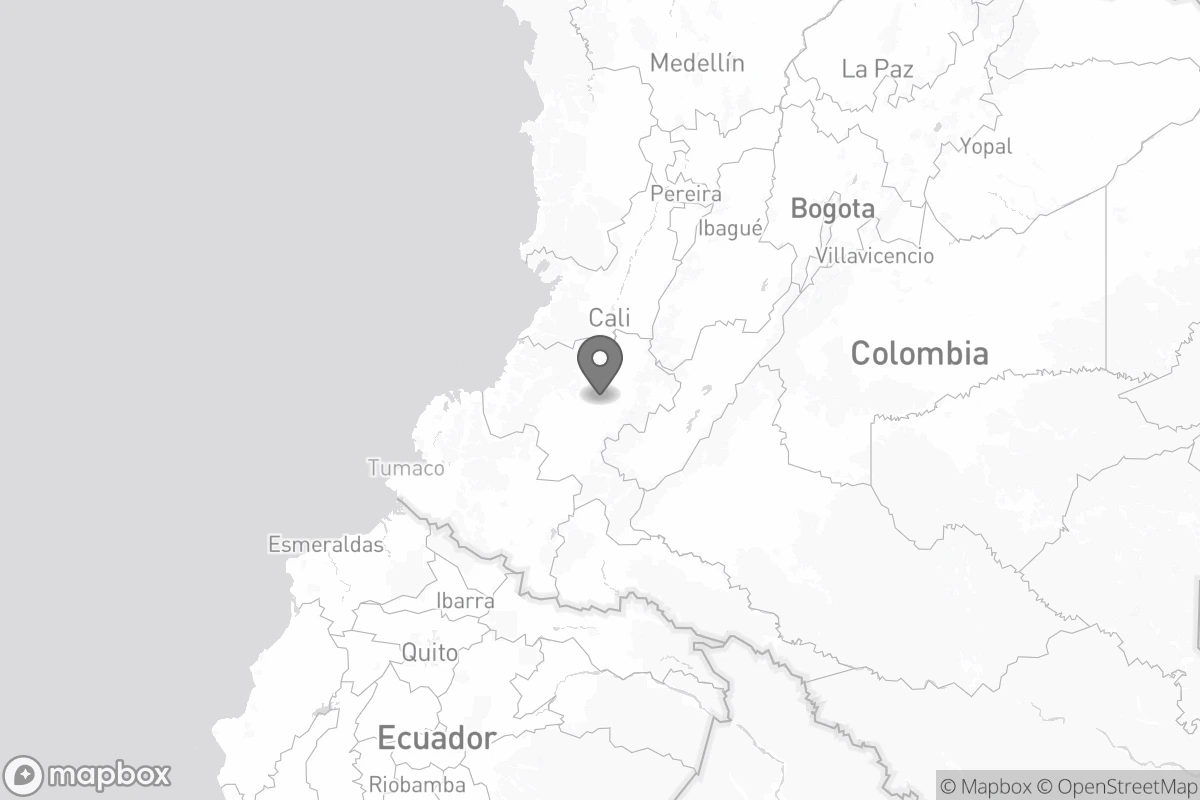 Medellín
La Paz
Yopal
Pereira
Bogota
Ibagué
Villavicencio
Cali
Colombia
Tumaco
Esmeraldas
Ibarra
Quito
Ecuador
Riobamba
mapbox
© Mapbox © OpenStreetMap